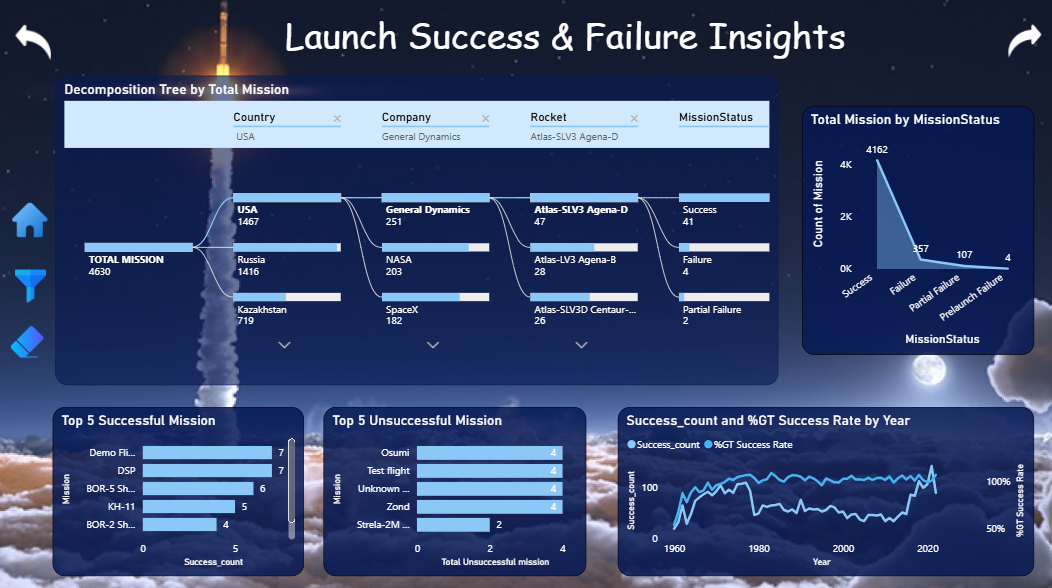 Launch Success & Failure Insights
Decomposition Tree by Total Mission
Country ×
USA
Company ×
General Dynamics
Rocket ×
Atlas-SLV3 Agena-D
MissionStatus
TOTAL MISSION
4630
USA
1467
Russia
1416
Kazakhstan
719
General Dynamics
251
NASA
203
SpaceX
182
Atlas-SLV3 Agena-D
47
Atlas-LV3 Agena-B
28
Atlas-SLV3D Centaur-...
26
Success
41
Failure
4
Partial Failure
2
Total Mission by MissionStatus
Count of Mission
4K
2K
0K
4162
357
107
4
Success
Failure
Partial Failure
Prelaunch Failure
MissionStatus
Top 5 Successful Mission
Mission
Demo Fli... 7
DSP 7
BOR-5 Sh... 6
KH-11 5
BOR-2 Sh... 4
0 5
Success_count
Top 5 Unsuccessful Mission
Mission
Osumi 4
Test flight 4
Unknown ... 4
Zond 4
Strela-2M ... 2
0 2 4
Total Unsuccessful mission
Success_count and %GT Success Rate by Year
Success_count %GT Success Rate
Success_count
100
0
100%
50%
%GT Success Rate
1960 1980 2000 2020
Year